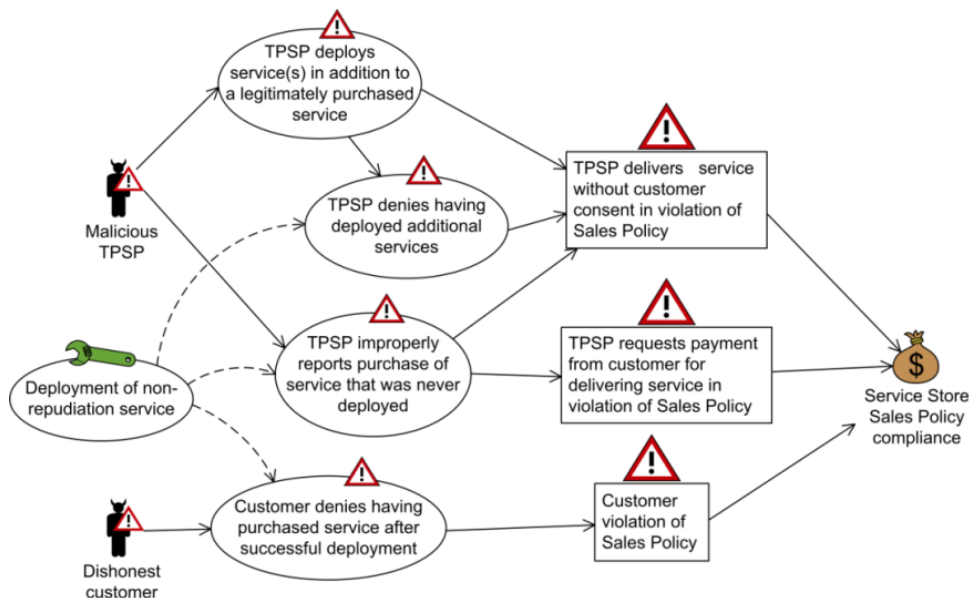 TPSP deploys
service(s) in addition to
a legitimately purchased
service
TPSP delivers service
without customer
consent in violation of
Sales Policy
TPSP denies having
deployed additional
services
Malicious
TPSP
TPSP improperly
reports purchase of
service that was never
deployed
TPSP requests payment
from customer for
delivering service in
violation of Sales Policy
$
Service Store
Sales Policy
compliance
Deployment of non-
repudiation service
Customer denies having
purchased service after
successful deployment
Customer
violation of
Sales Policy
Dishonest
customer